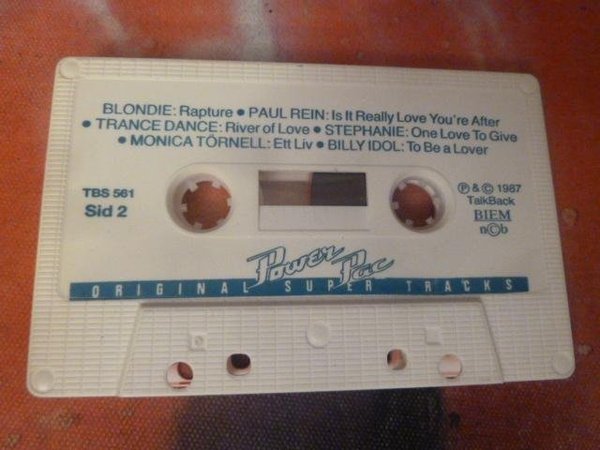 BLONDIE: Rapture • PAUL REIN: Is It Really Love You're After
• TRANCE DANCE: River of Love • STEPHANIE: One Love To Give
• MONICA TÖRNELL: Ett Liv • BILLY IDOL: To Be a Lover
TBS 561
Sid 2
℗ & © 1987
TalkBack
BIEM
n©b
Power Pac
ORIGINAL SUPER TRACKS